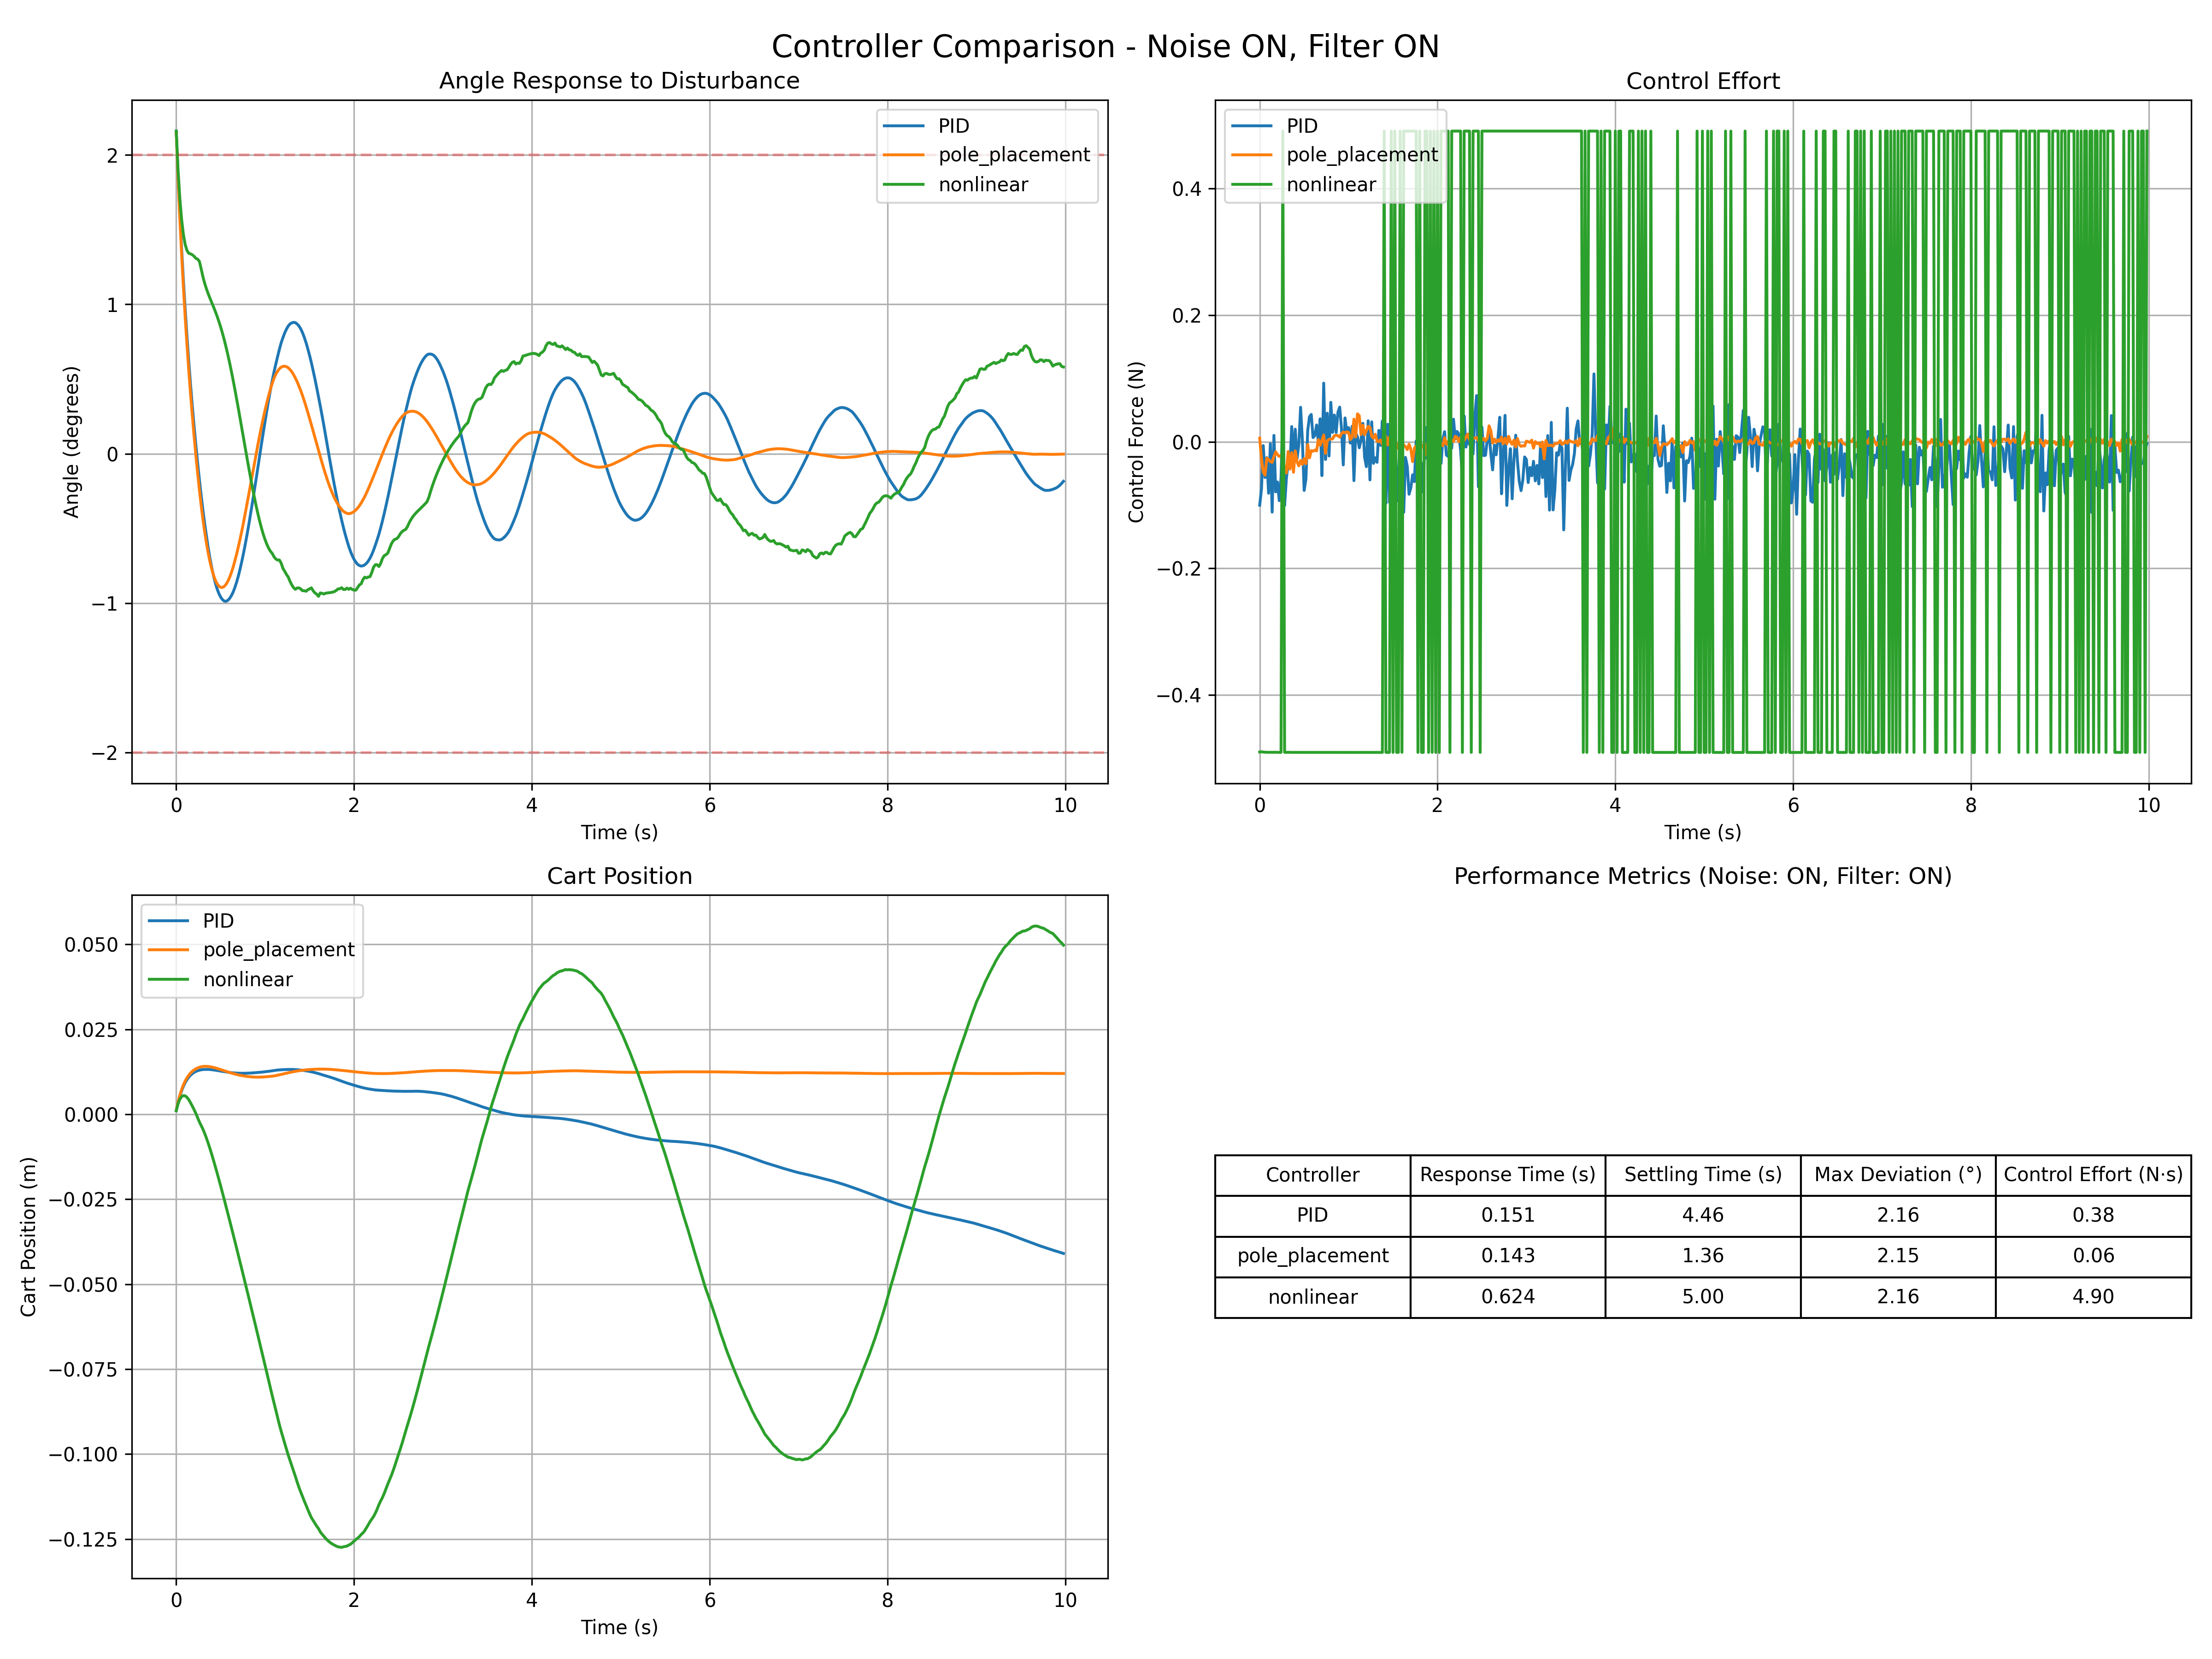 Controller Comparison - Noise ON, Filter ON
Angle Response to Disturbance
PID
pole_placement
nonlinear
2
1
0
−1
−2
Angle (degrees)
0 2 4 6 8 10
Time (s)
Control Effort
PID
pole_placement
nonlinear
0.4
0.2
0.0
−0.2
−0.4
Control Force (N)
0 2 4 6 8 10
Time (s)
Cart Position
PID
pole_placement
nonlinear
0.050
0.025
0.000
−0.025
−0.050
−0.075
−0.100
−0.125
Cart Position (m)
0 2 4 6 8 10
Time (s)
Performance Metrics (Noise: ON, Filter: ON)
Controller Response Time (s) Settling Time (s) Max Deviation (°) Control Effort (N·s)
PID 0.151 4.46 2.16 0.38
pole_placement 0.143 1.36 2.15 0.06
nonlinear 0.624 5.00 2.16 4.90